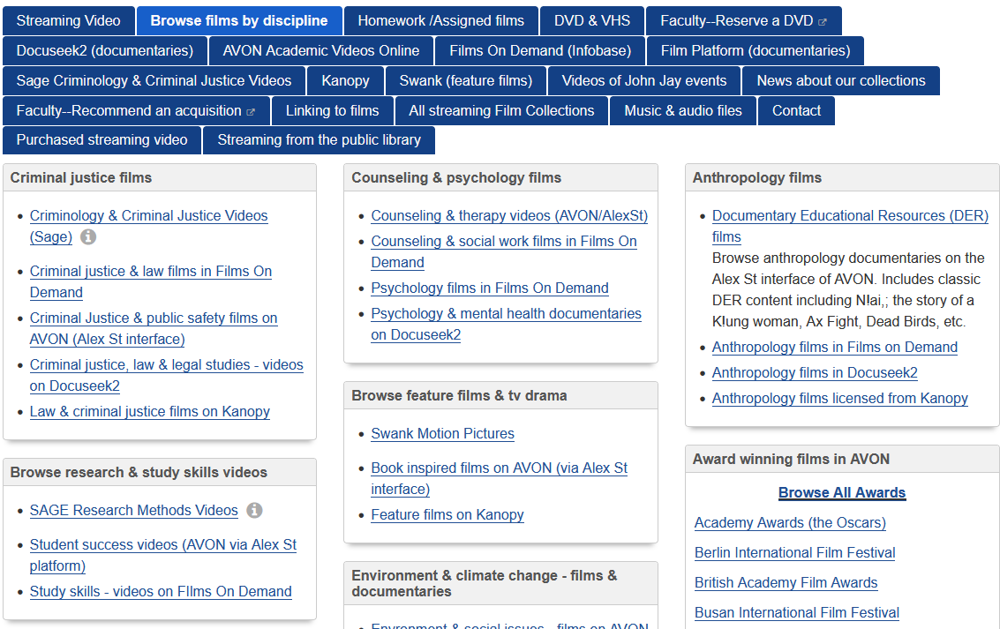 Streaming Video
Browse films by discipline
Homework /Assigned films
DVD & VHS
Faculty--Reserve a DVD
Docuseek2 (documentaries)
AVON Academic Videos Online
Films On Demand (Infobase)
Film Platform (documentaries)
Sage Criminology & Criminal Justice Videos
Kanopy
Swank (feature films)
Videos of John Jay events
News about our collections
Faculty--Recommend an acquisition
Linking to films
All streaming Film Collections
Music & audio files
Contact
Purchased streaming video
Streaming from the public library
Criminal justice films
Criminology & Criminal Justice Videos
(Sage)
Criminal justice & law films in Films On
Demand
Criminal Justice & public safety films on
AVON (Alex St interface)
Criminal justice, law & legal studies - videos
on Docuseek2
Law & criminal justice films on Kanopy
Browse research & study skills videos
SAGE Research Methods Videos
Student success videos (AVON via Alex St
platform)
Study skills - videos on FIlms On Demand
Counseling & psychology films
Counseling & therapy videos (AVON/AlexSt)
Counseling & social work films in Films On
Demand
Psychology films in Films On Demand
Psychology & mental health documentaries
on Docuseek2
Browse feature films & tv drama
Swank Motion Pictures
Book inspired films on AVON (via Alex St
interface)
Feature films on Kanopy
Environment & climate change - films &
documentaries
Envronment & social issues - films on AVON
Anthropology films
Documentary Educational Resources (DER)
films
Browse anthropology documentaries on the
Alex St interface of AVON. Includes classic
DER content including N!ai,; the story of a
K!ung woman, Ax Fight, Dead Birds, etc.
Anthropology films in Films on Demand
Anthropology films in Docuseek2
Anthropology films licensed from Kanopy
Award winning films in AVON
Browse All Awards
Academy Awards (the Oscars)
Berlin International Film Festival
British Academy Film Awards
Busan International Film Festival